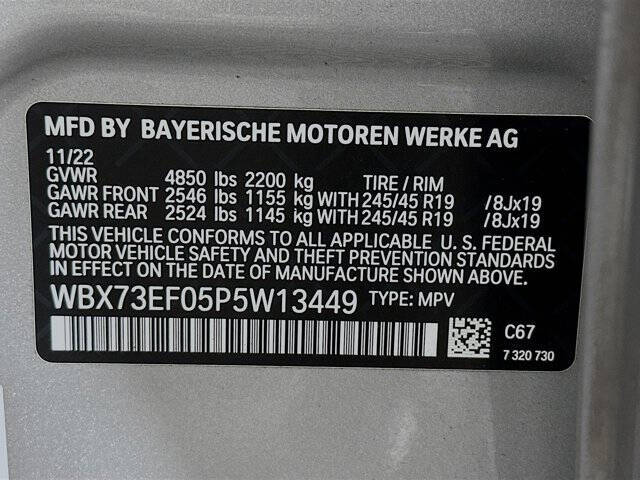 MFD BY BAYERISCHE MOTOREN WERKE AG
11/22
GVWR 4850 lbs 2200 kg TIRE / RIM
GAWR FRONT 2546 lbs 1155 kg WITH 245/45 R19 /8Jx19
GAWR REAR 2524 lbs 1145 kg WITH 245/45 R19 /8Jx19
THIS VEHICLE CONFORMS TO ALL APPLICABLE U. S. FEDERAL
MOTOR VEHICLE SAFETY AND THEFT PREVENTION STANDARDS
IN EFFECT ON THE DATE OF MANUFACTURE SHOWN ABOVE.
WBX73EF05P5W13449 TYPE: MPV
C67
7 320 730